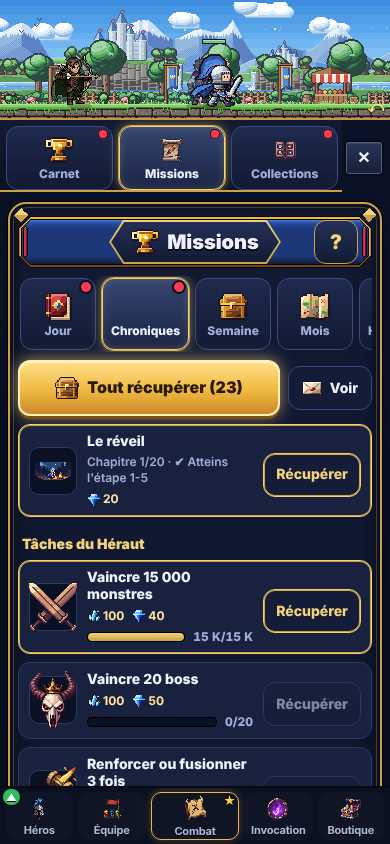 Carnet
Missions
Collections
×
Missions
?
Jour
Chroniques
Semaine
Mois
Tout récupérer (23)
Voir
Le réveil
Chapitre 1/20 · ✔ Atteins
l'étape 1-5
20
Récupérer
Tâches du Héraut
Vaincre 15 000
monstres
100 40
15 K/15 K
Récupérer
Vaincre 20 boss
100 50
0/20
Récupérer
Renforcer ou fusionner
3 fois
Héros
Équipe
Combat
Invocation
Boutique